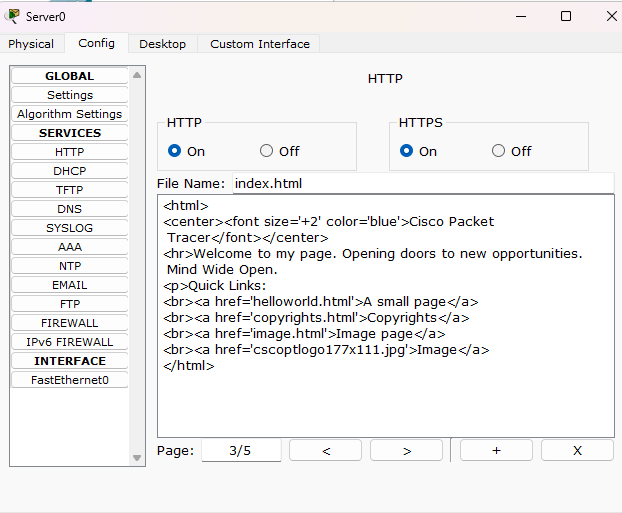 Server0
Physical Config Desktop Custom Interface
GLOBAL
Settings
Algorithm Settings
SERVICES
HTTP
DHCP
TFTP
DNS
SYSLOG
AAA
NTP
EMAIL
FTP
FIREWALL
IPv6 FIREWALL
INTERFACE
FastEthernet0
HTTP
HTTP
On Off
HTTPS
On Off
File Name: index.html
<html>
<center><font size='+2' color='blue'>Cisco Packet
Tracer</font></center>
<hr>Welcome to my page. Opening doors to new opportunities.
Mind Wide Open.
<p>Quick Links:
<br><a href='helloworld.html'>A small page</a>
<br><a href='copyrights.html'>Copyrights</a>
<br><a href='image.html'>Image page</a>
<br><a href='cscoptlogo177x111.jpg'>Image</a>
</html>
Page: 3/5 < > + X